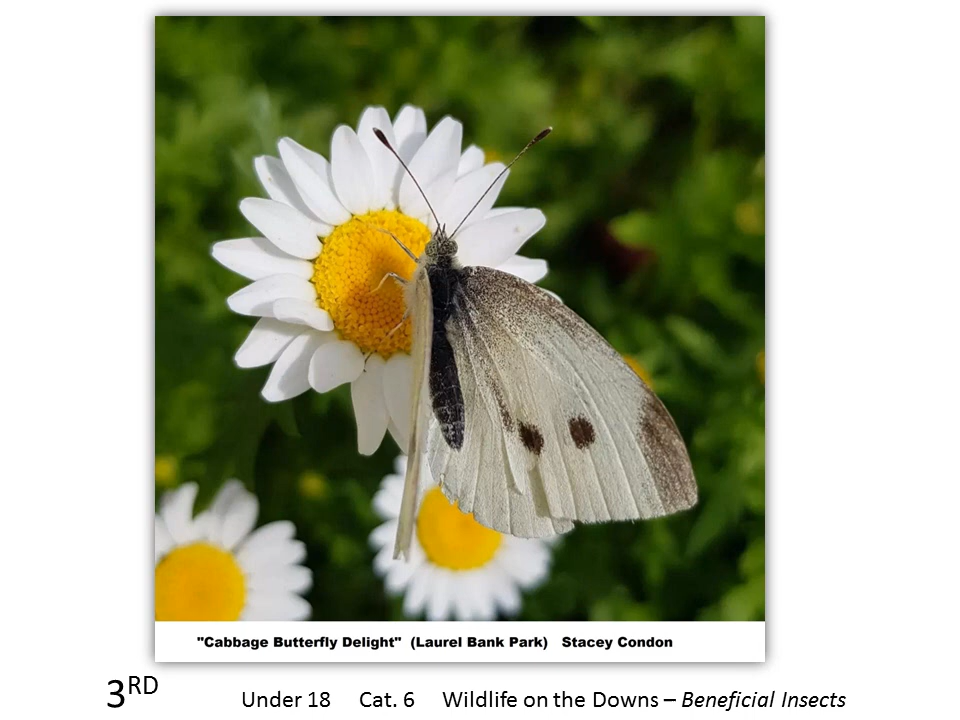 "Cabbage Butterfly Delight" (Laurel Bank Park) Stacey Condon
3RD Under 18 Cat. 6 Wildlife on the Downs – Beneficial Insects